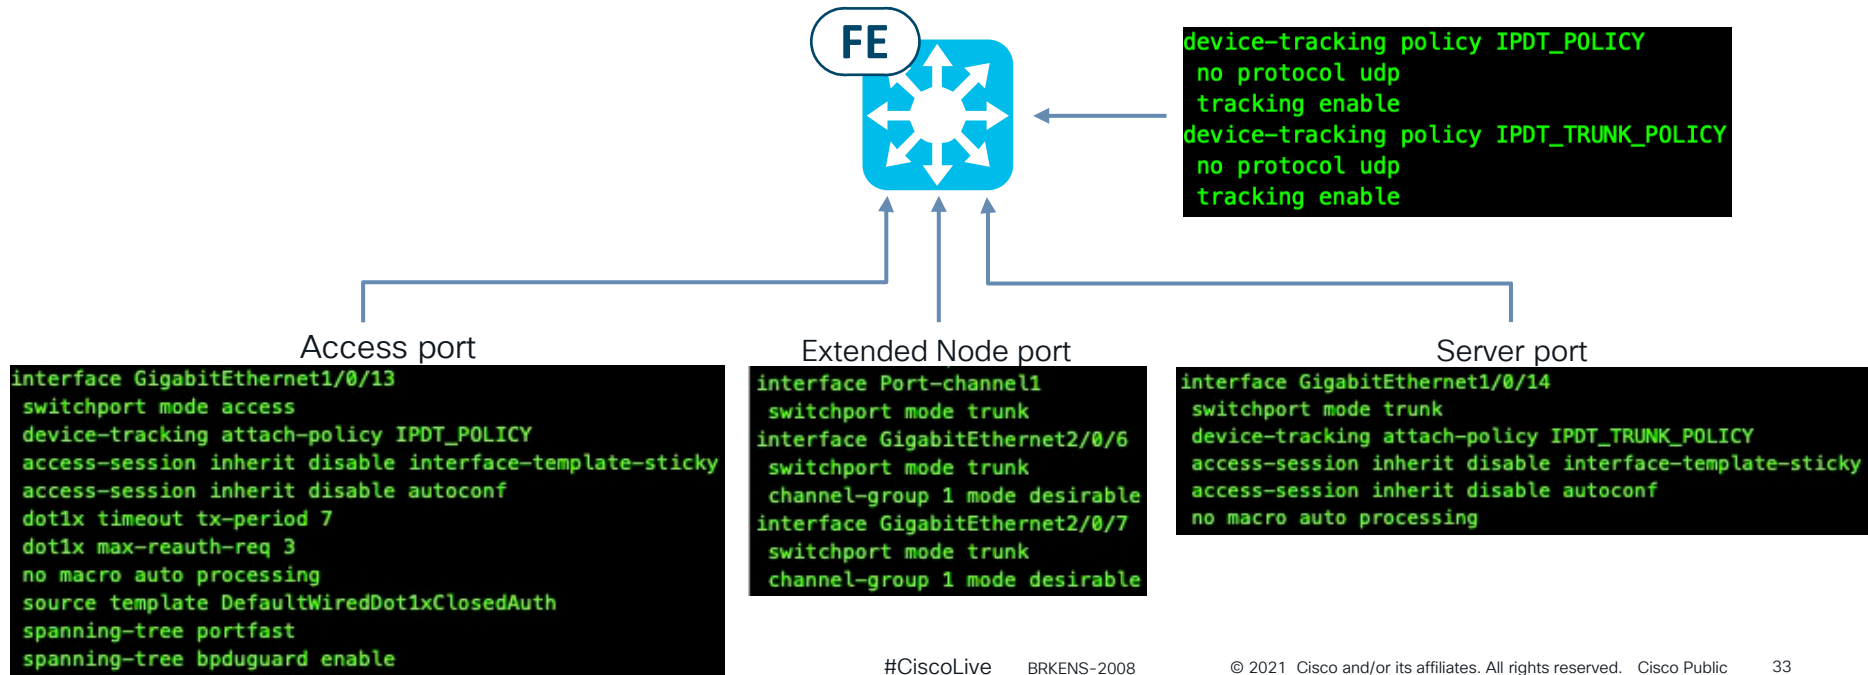 FE
device-tracking policy IPDT_POLICY
no protocol udp
tracking enable
device-tracking policy IPDT_TRUNK_POLICY
no protocol udp
tracking enable
Access port
interface GigabitEthernet1/0/13
switchport mode access
device-tracking attach-policy IPDT_POLICY
access-session inherit disable interface-template-sticky
access-session inherit disable autoconf
dot1x timeout tx-period 7
dot1x max-reauth-req 3
no macro auto processing
source template DefaultWiredDot1xClosedAuth
spanning-tree portfast
spanning-tree bpduguard enable
Extended Node port
interface Port-channel1
switchport mode trunk
interface GigabitEthernet2/0/6
switchport mode trunk
channel-group 1 mode desirable
interface GigabitEthernet2/0/7
switchport mode trunk
channel-group 1 mode desirable
Server port
interface GigabitEthernet1/0/14
switchport mode trunk
device-tracking attach-policy IPDT_TRUNK_POLICY
access-session inherit disable interface-template-sticky
access-session inherit disable autoconf
no macro auto processing
#CiscoLive BRKENS-2008 © 2021 Cisco and/or its affiliates. All rights reserved. Cisco Public 33